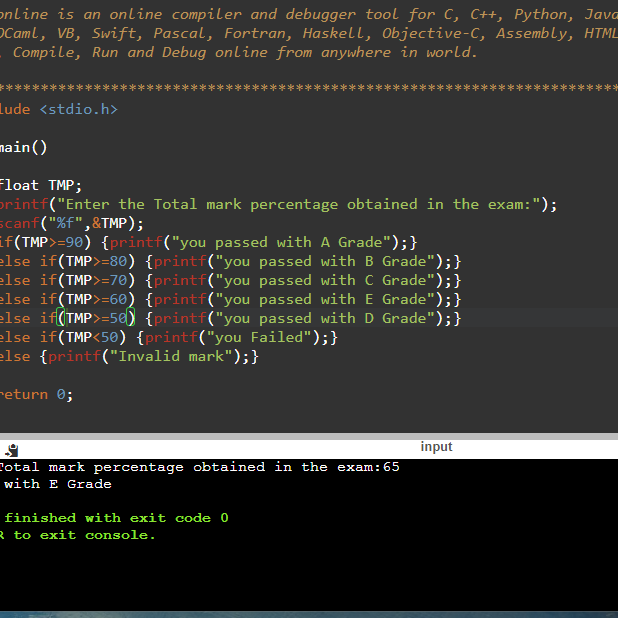 online is an online compiler and debugger tool for C, C++, Python, Java
OCaml, VB, Swift, Pascal, Fortran, Haskell, Objective-C, Assembly, HTML
, Compile, Run and Debug online from anywhere in world.
************************************************************************
lude <stdio.h>
main()
float TMP;
printf("Enter the Total mark percentage obtained in the exam:");
scanf("%f",&TMP);
if(TMP>=90) {printf("you passed with A Grade");}
else if(TMP>=80) {printf("you passed with B Grade");}
else if(TMP>=70) {printf("you passed with C Grade");}
else if(TMP>=60) {printf("you passed with E Grade");}
else if(TMP>=50) {printf("you passed with D Grade");}
else if(TMP<50) {printf("you Failed");}
else {printf("Invalid mark");}
return 0;
input
Total mark percentage obtained in the exam:65
with E Grade
finished with exit code 0
R to exit console.